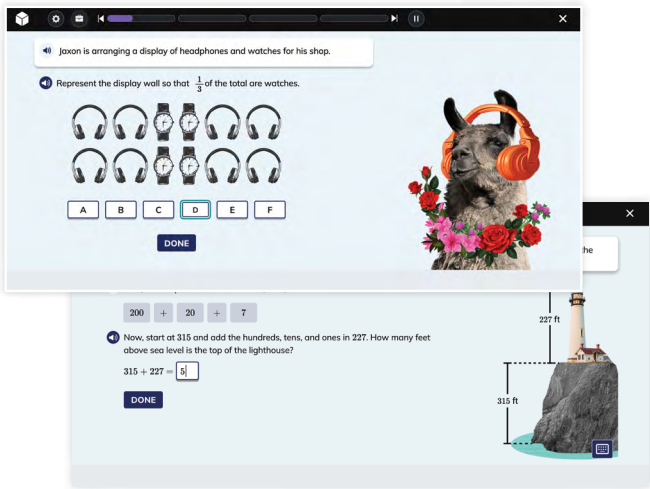 Jaxon is arranging a display of headphones and watches for his shop.
Represent the display wall so that 1/3 of the total are watches.
A B C D E F
DONE
he
200 + 20 + 7
Now, start at 315 and add the hundreds, tens, and ones in 227. How many feet
above sea level is the top of the lighthouse?
315 + 227 = 5
DONE
227 ft
315 ft